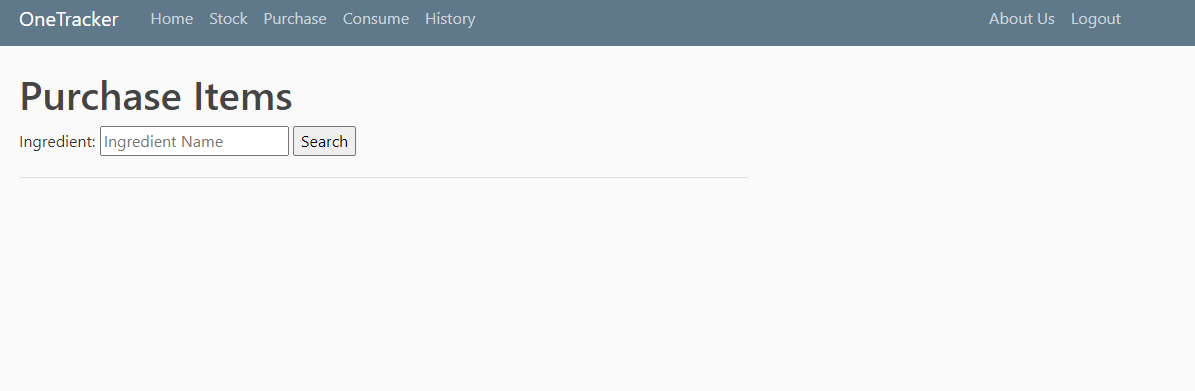 OneTracker Home Stock Purchase Consume History About Us Logout
Purchase Items
Ingredient: Ingredient Name Search